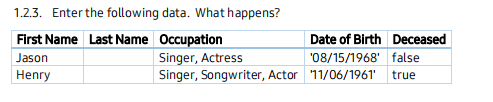 1.2.3. Enter the following data. What happens?
First Name Last Name Occupation Date of Birth Deceased
Jason Singer, Actress '08/15/1968' false
Henry Singer, Songwriter, Actor '11/06/1961' true